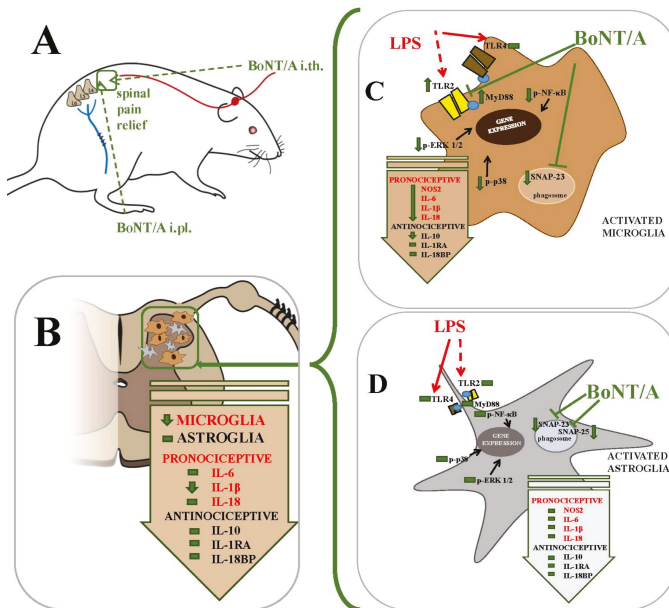 A
BoNT/A i.th.
spinal
pain
relief
BoNT/A i.pl.
B
MICROGLIA
ASTROGLIA
PRONOCICEPTIVE
IL-6
IL-1β
IL-18
ANTINOCICEPTIVE
IL-10
IL-1RA
IL-18BP
C
LPS
TLR4
BoNT/A
TLR2
MyD88
p-NF-κB
GENE
EXPRESSION
p-ERK 1/2
p-p38
SNAP-23
phagosome
PRONOCICEPTIVE
NOS2
IL-6
IL-1β
IL-18
ANTINOCICEPTIVE
IL-10
IL-1RA
IL-18BP
ACTIVATED
MICROGLIA
D
LPS
TLR2
TLR4
MyD88
p-NF-κB
BoNT/A
SNAP-23
SNAP-25
phagosome
GENE
EXPRESSION
p-p38
p-ERK 1/2
ACTIVATED
ASTROGLIA
PRONOCICEPTIVE
NOS2
IL-6
IL-1β
IL-18
ANTINOCICEPTIVE
IL-10
IL-1RA
IL-18BP